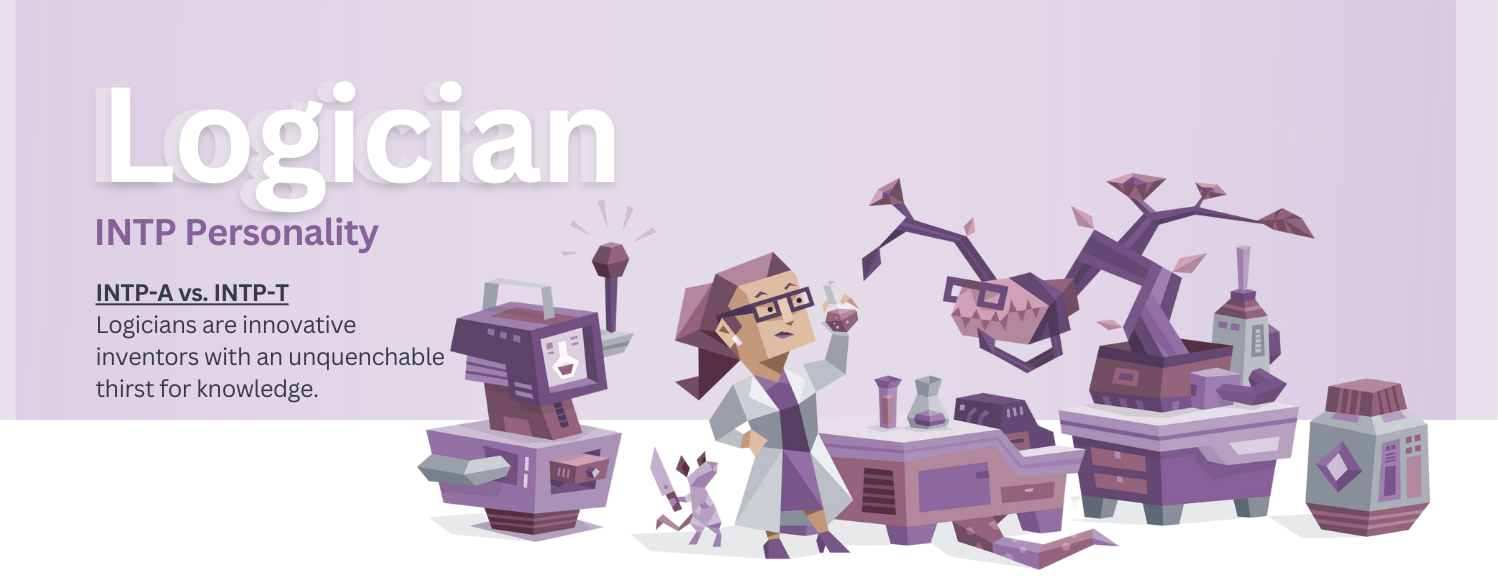 Logician
INTP Personality
INTP-A vs. INTP-T
Logicians are innovative
inventors with an unquenchable
thirst for knowledge.